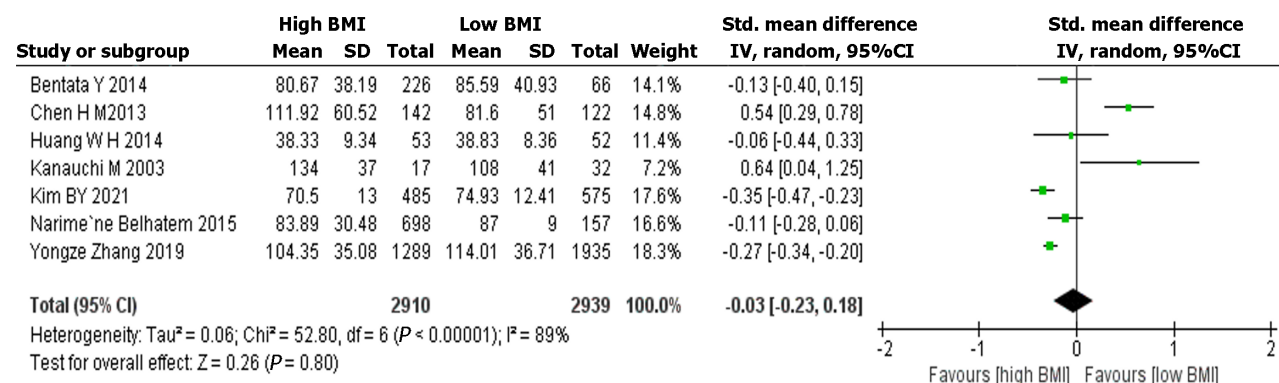 High BMI Low BMI Std. mean difference Std. mean difference
Study or subgroup Mean SD Total Mean SD Total Weight IV, random, 95%CI IV, random, 95%CI
Bentata Y 2014 80.67 38.19 226 85.59 40.93 66 14.1% -0.13 [-0.40, 0.15]
Chen H M2013 111.92 60.52 142 81.6 51 122 14.8% 0.54 [0.29, 0.78]
Huang W H 2014 38.33 9.34 53 38.83 8.36 52 11.4% -0.06 [-0.44, 0.33]
Kanauchi M 2003 134 37 17 108 41 32 7.2% 0.64 [0.04, 1.25]
Kim BY 2021 70.5 13 485 74.93 12.41 575 17.6% -0.35 [-0.47, -0.23]
Narime`ne Belhatem 2015 83.89 30.48 698 87 9 157 16.6% -0.11 [-0.28, 0.06]
Yongze Zhang 2019 104.35 35.08 1289 114.01 36.71 1935 18.3% -0.27 [-0.34, -0.20]
Total (95% CI) 2910 2939 100.0% -0.03 [-0.23, 0.18]
Heterogeneity: Tau² = 0.06; Chi² = 52.80, df = 6 (P < 0.00001); I² = 89%
Test for overall effect: Z = 0.26 (P = 0.80)
-2 -1 0 1 2
Favours [high BMI] Favours [low BMI]